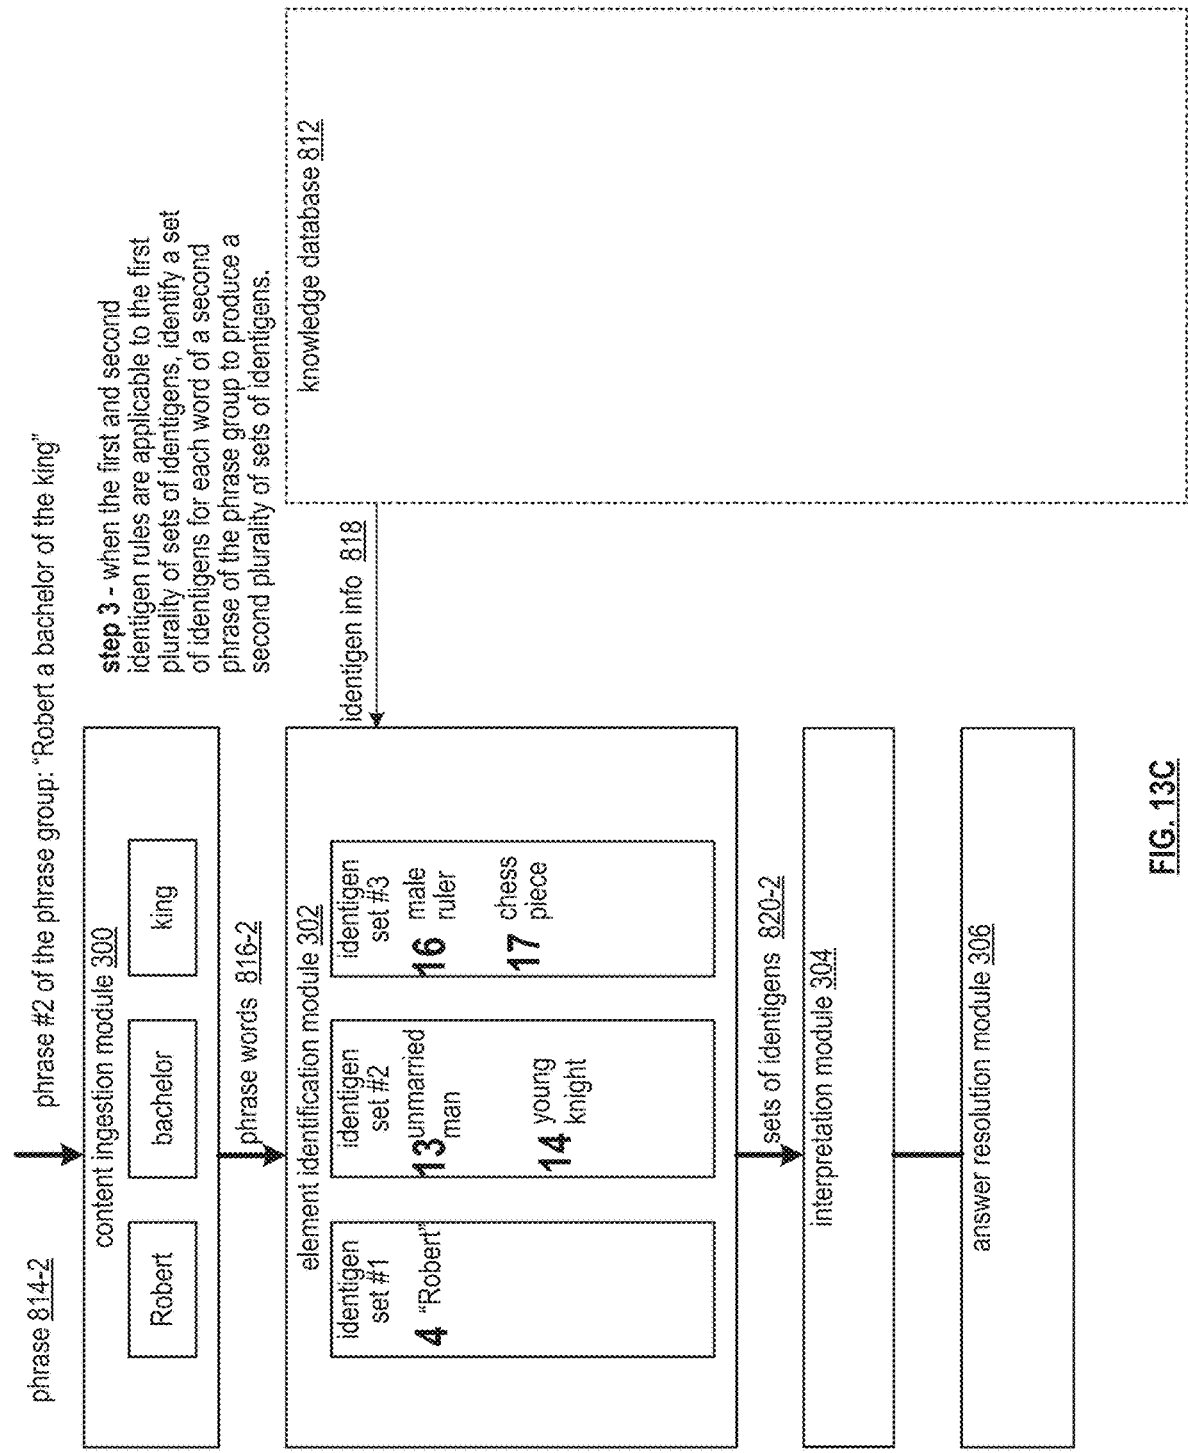 phrase 814-2
phrase #2 of the phrase group: "Robert a bachelor of the king"
content ingestion module 300
Robert
bachelor
king
step 3 - when the first and second
identigen rules are applicable to the first
plurality of sets of identigens, identify a set
of identigens for each word of a second
phrase of the phrase group to produce a
second plurality of sets of identigens.
phrase words 816-2
element identification module 302
identigen
set #1
4 "Robert"
identigen
set #2
13 unmarried
man
14 young
knight
identigen
set #3
16 male
ruler
17 chess
piece
identigen info 818
knowledge database 812
sets of identigens 820-2
interpretation module 304
answer resolution module 306
FIG. 13C